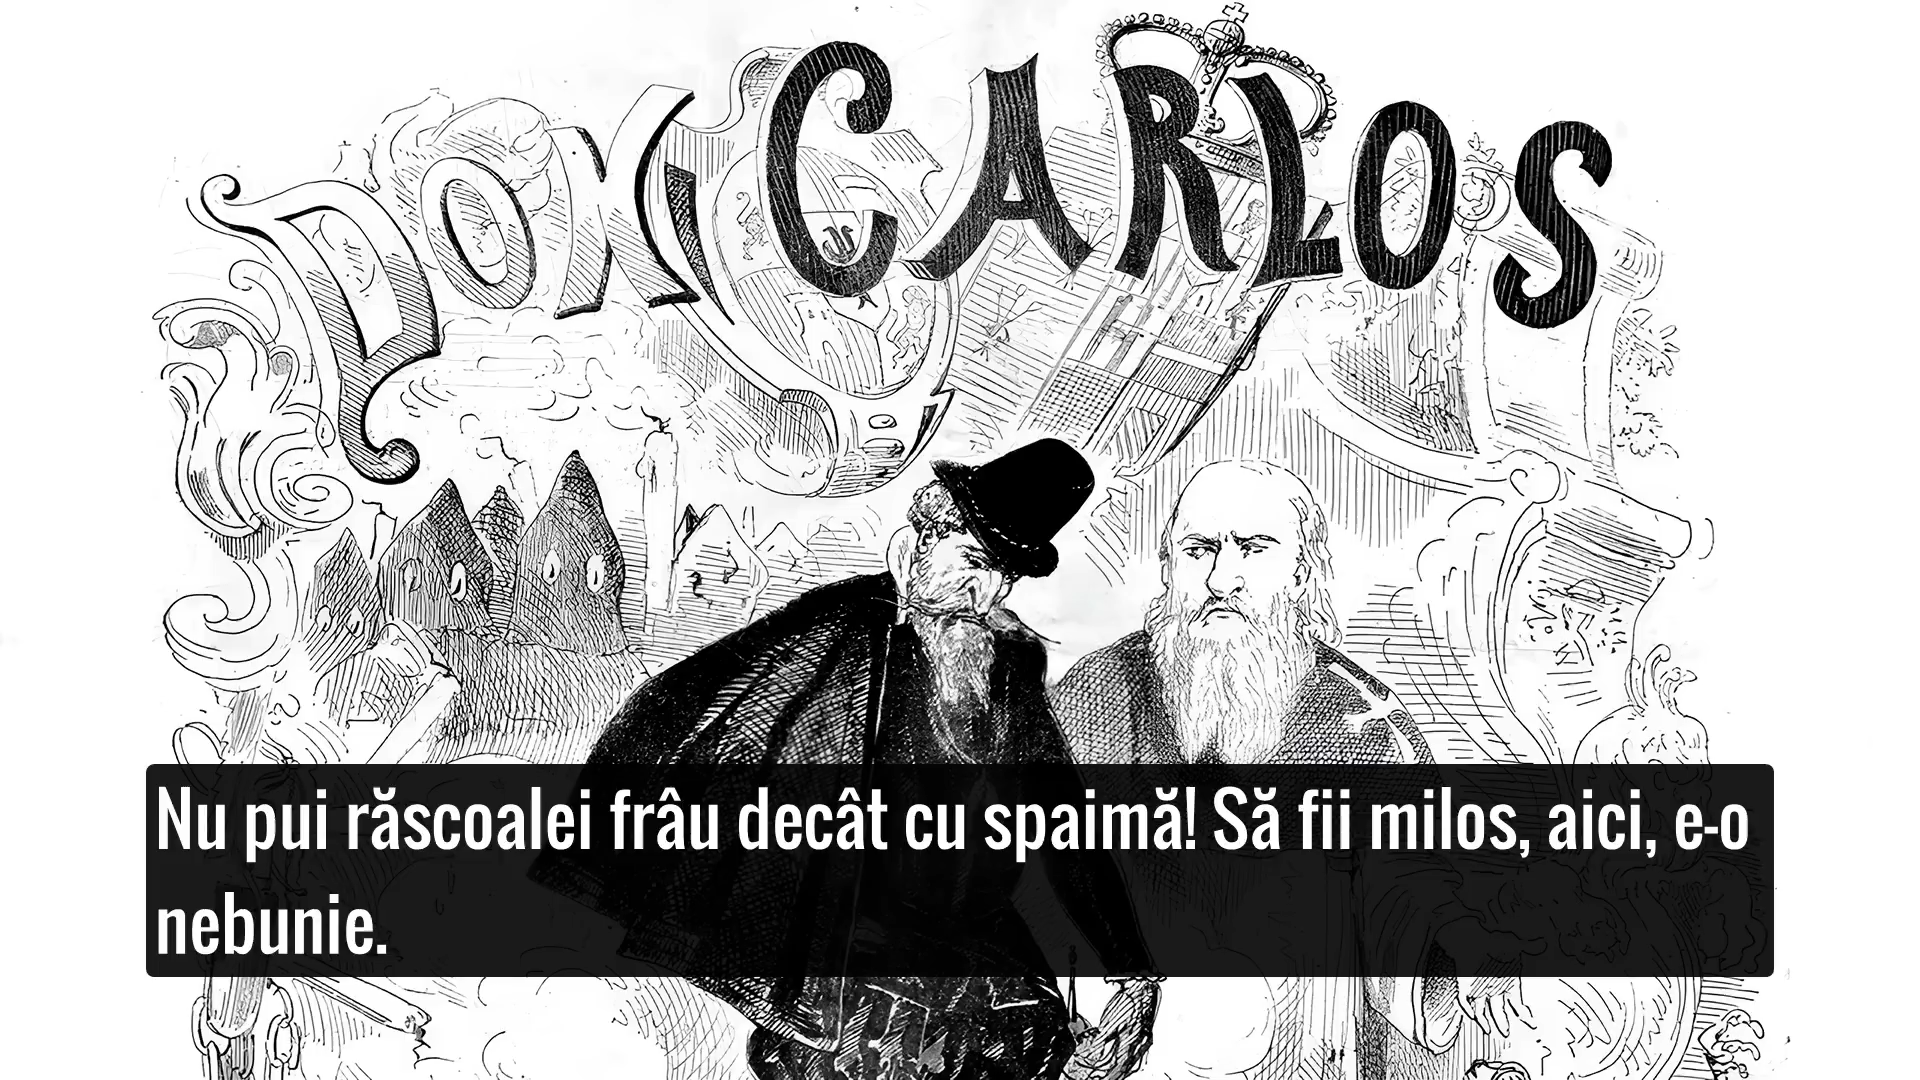 DON CARLOS
Nu pui răscoalei frâu decât cu spaimă! Să fii milos, aici, e-o
nebunie.